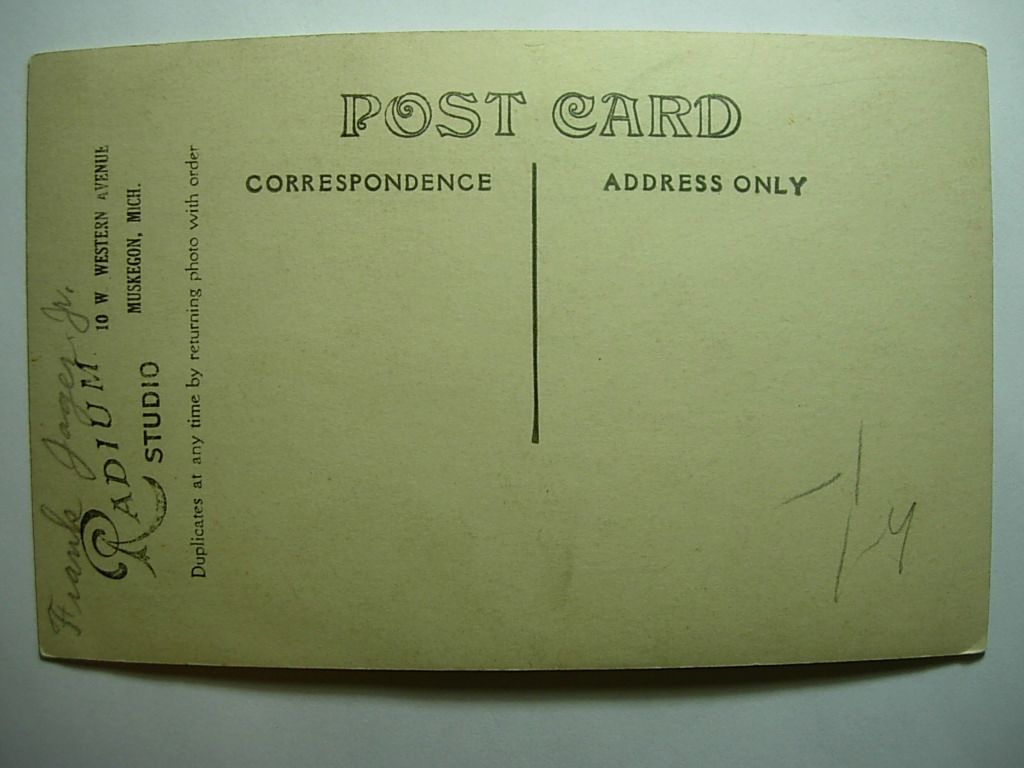 POST CARD
CORRESPONDENCE
ADDRESS ONLY
Frank Jager Jr.
RADIUM
STUDIO
10 W WESTERN AVENUE
MUSKEGON, MICH.
Duplicates at any time by returning photo with order